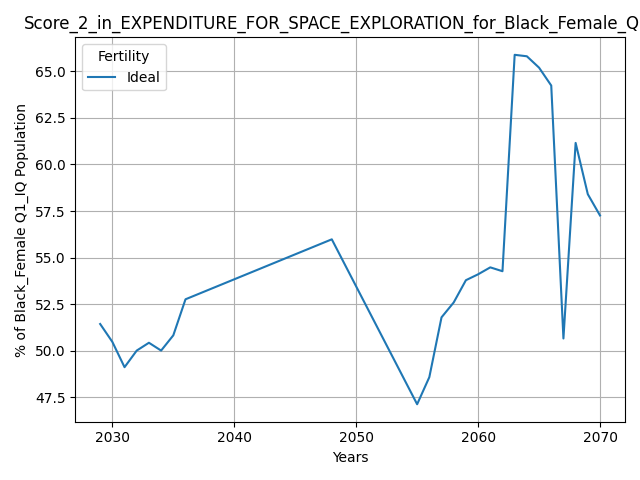 Score_2_in_EXPENDITURE_FOR_SPACE_EXPLORATION_for_Black_Female_Q
Fertility
Ideal
% of Black_Female Q1_IQ Population
65.0
62.5
60.0
57.5
55.0
52.5
50.0
47.5
2030 2040 2050 2060 2070
Years